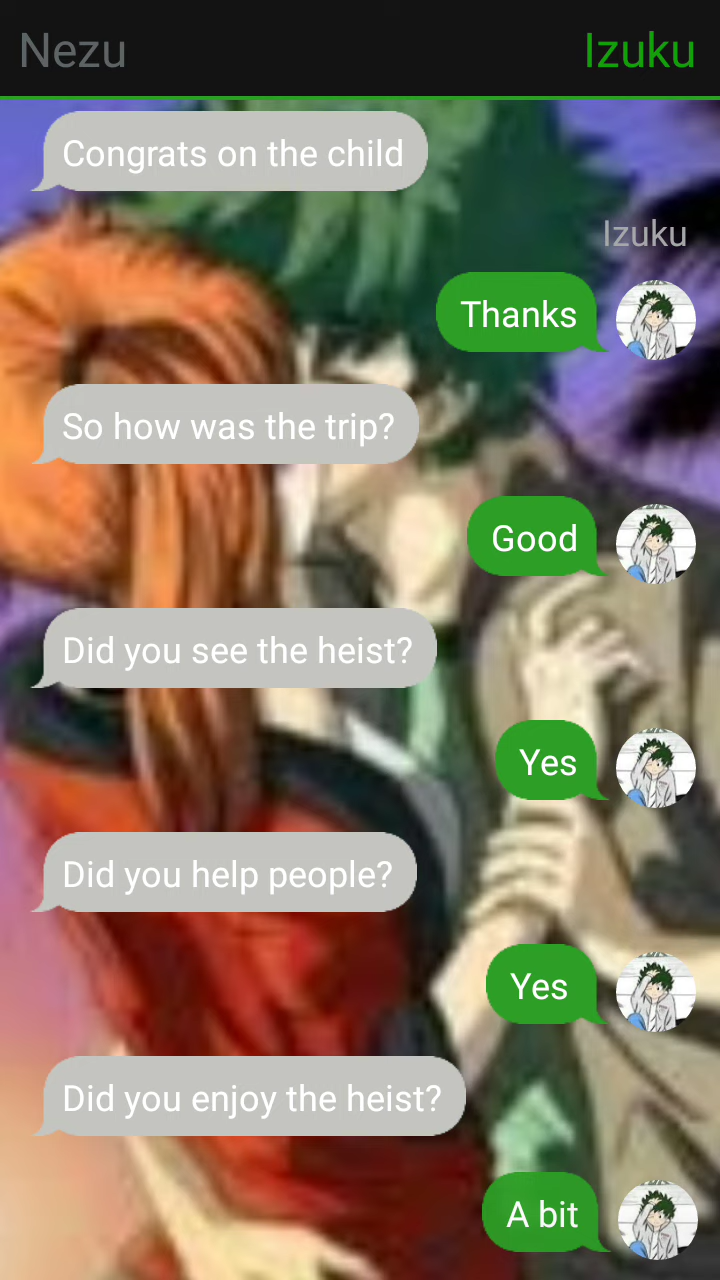 Nezu Izuku
Congrats on the child
Izuku
Thanks
So how was the trip?
Good
Did you see the heist?
Yes
Did you help people?
Yes
Did you enjoy the heist?
A bit